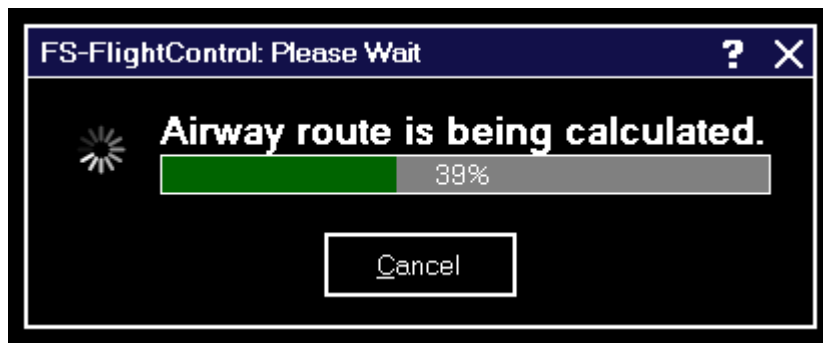 FS-FlightControl: Please Wait ?
Airway route is being calculated.
39%
Cancel